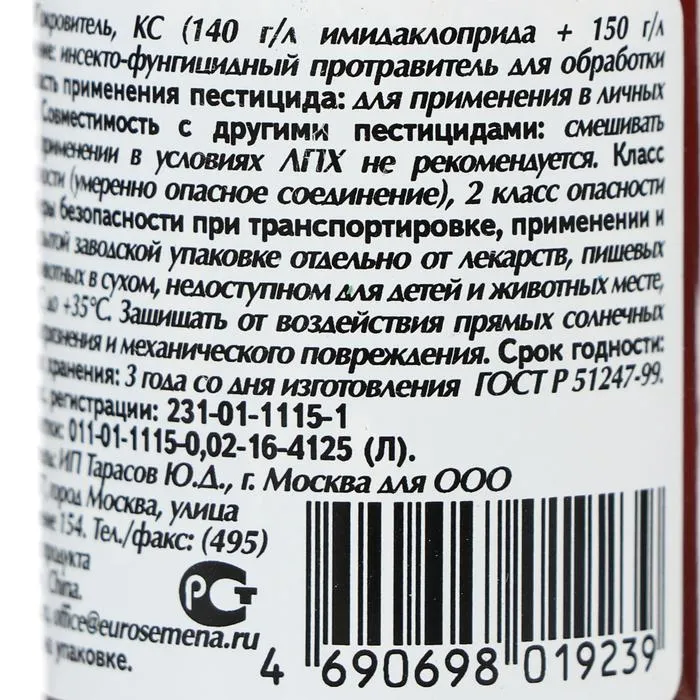 КС (140 г/л имидаклоприда + 150 г/л
инсекто-фунгицидный протравитель для обработки
применения пестицида: для применения в личных
Совместимость с другими пестицидами: смешивать
в условиях ЛПХ не рекомендуется. Класс
(умеренно опасное соединение), 2 класс опасности
безопасности при транспортировке, применении и
заводской упаковке отдельно от лекарств, пищевых
в сухом, недоступном для детей и животных месте,
до +35°С. Защищать от воздействия прямых солнечных
и механического повреждения. Срок годности:
хранения: 3 года со дня изготовления ГОСТ Р 51247-99.
регистрации: 231-01-1115-1
011-01-1115-0,02-16-4125 (Л).
ИП Тарасов Ю.Д., г. Москва для ООО
город Москва, улица
154. Тел./факс: (495)
China.
office@eurosemena.ru
упаковке.
РСТ
4 690698 019239